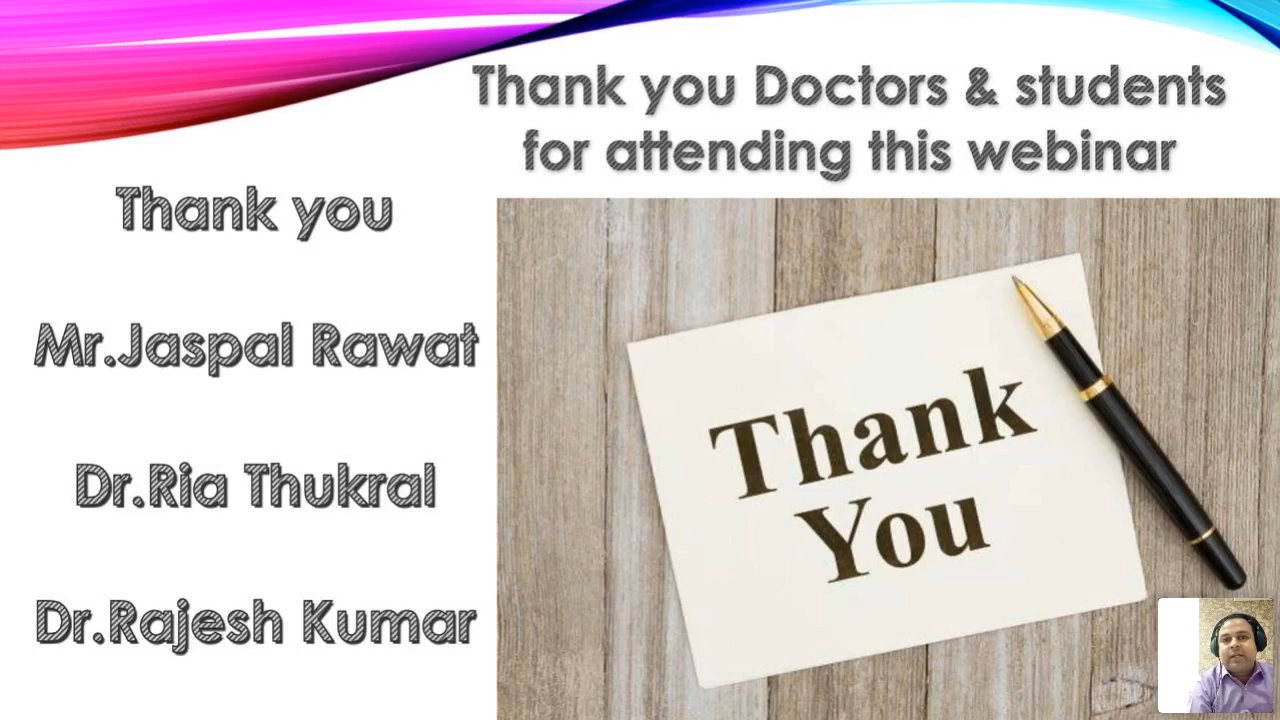 Thank you Doctors & students
for attending this webinar
Thank you
Mr.Jaspal Rawat
Dr.Ria Thukral
Dr.Rajesh Kumar
Thank
You